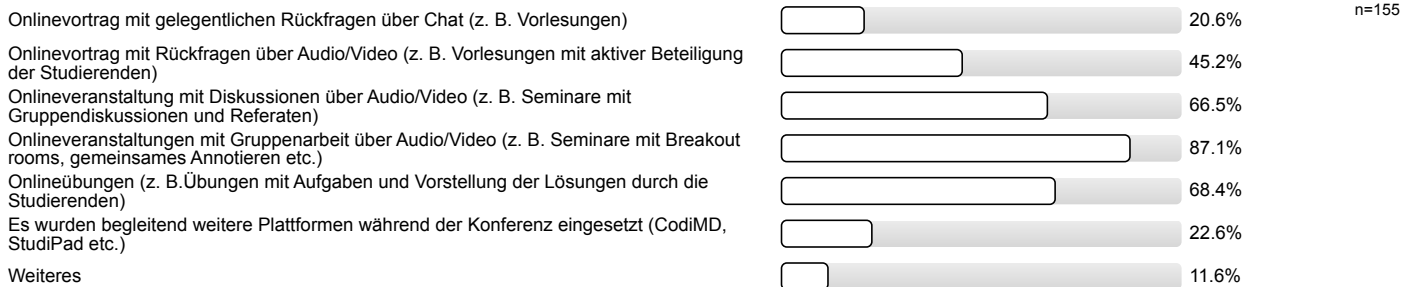 Onlinevortrag mit gelegentlichen Rückfragen über Chat (z. B. Vorlesungen) 20.6% n=155
Onlinevortrag mit Rückfragen über Audio/Video (z. B. Vorlesungen mit aktiver Beteiligung
der Studierenden) 45.2%
Onlineveranstaltung mit Diskussionen über Audio/Video (z. B. Seminare mit
Gruppendiskussionen und Referaten) 66.5%
Onlineveranstaltungen mit Gruppenarbeit über Audio/Video (z. B. Seminare mit Breakout
rooms, gemeinsames Annotieren etc.) 87.1%
Onlineübungen (z. B.Übungen mit Aufgaben und Vorstellung der Lösungen durch die
Studierenden) 68.4%
Es wurden begleitend weitere Plattformen während der Konferenz eingesetzt (CodiMD,
StudiPad etc.) 22.6%
Weiteres 11.6%